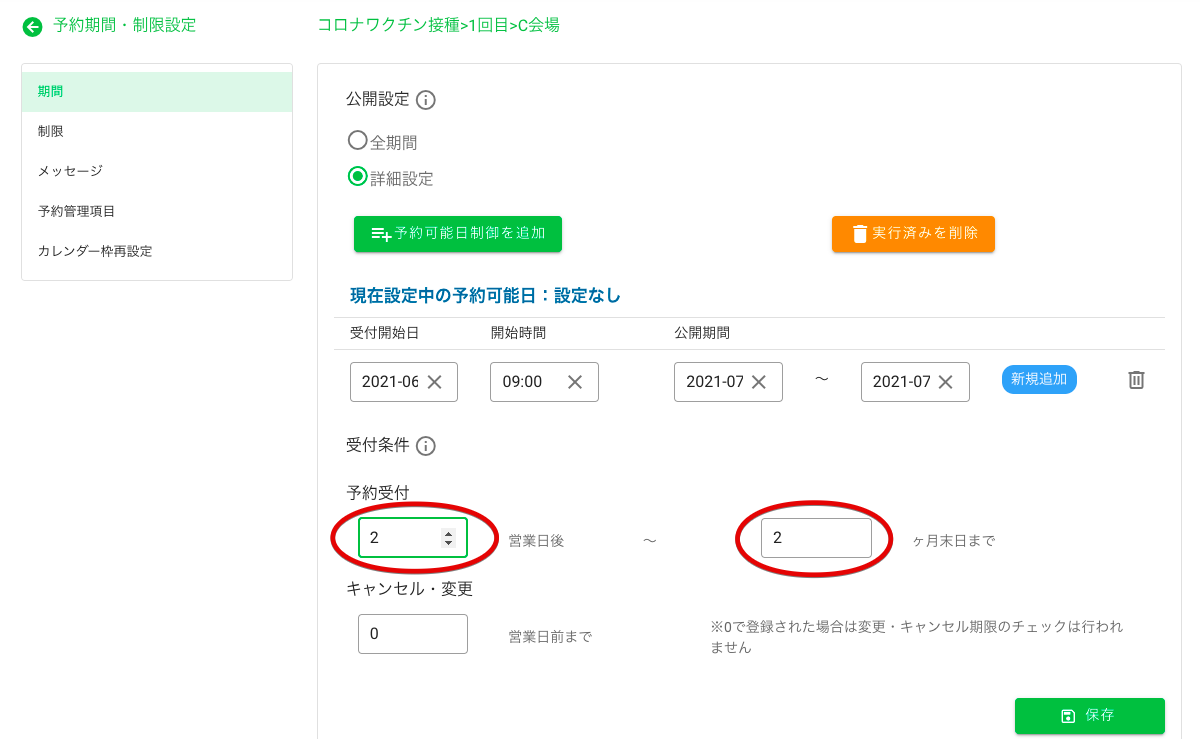 予約期間・制限設定
コロナワクチン接種>1回目>C会場
期間
制限
メッセージ
予約管理項目
カレンダー枠再設定
公開設定
全期間
詳細設定
予約可能日制御を追加
実行済みを削除
現在設定中の予約可能日：設定なし
受付開始日 開始時間 公開期間
2021-06 09:00 2021-07 〜 2021-07 新規追加
受付条件
予約受付
2 営業日後 〜 2 ヶ月末日まで
キャンセル・変更
0 営業日前まで
※0で登録された場合は変更・キャンセル期限のチェックは行われ
ません
保存